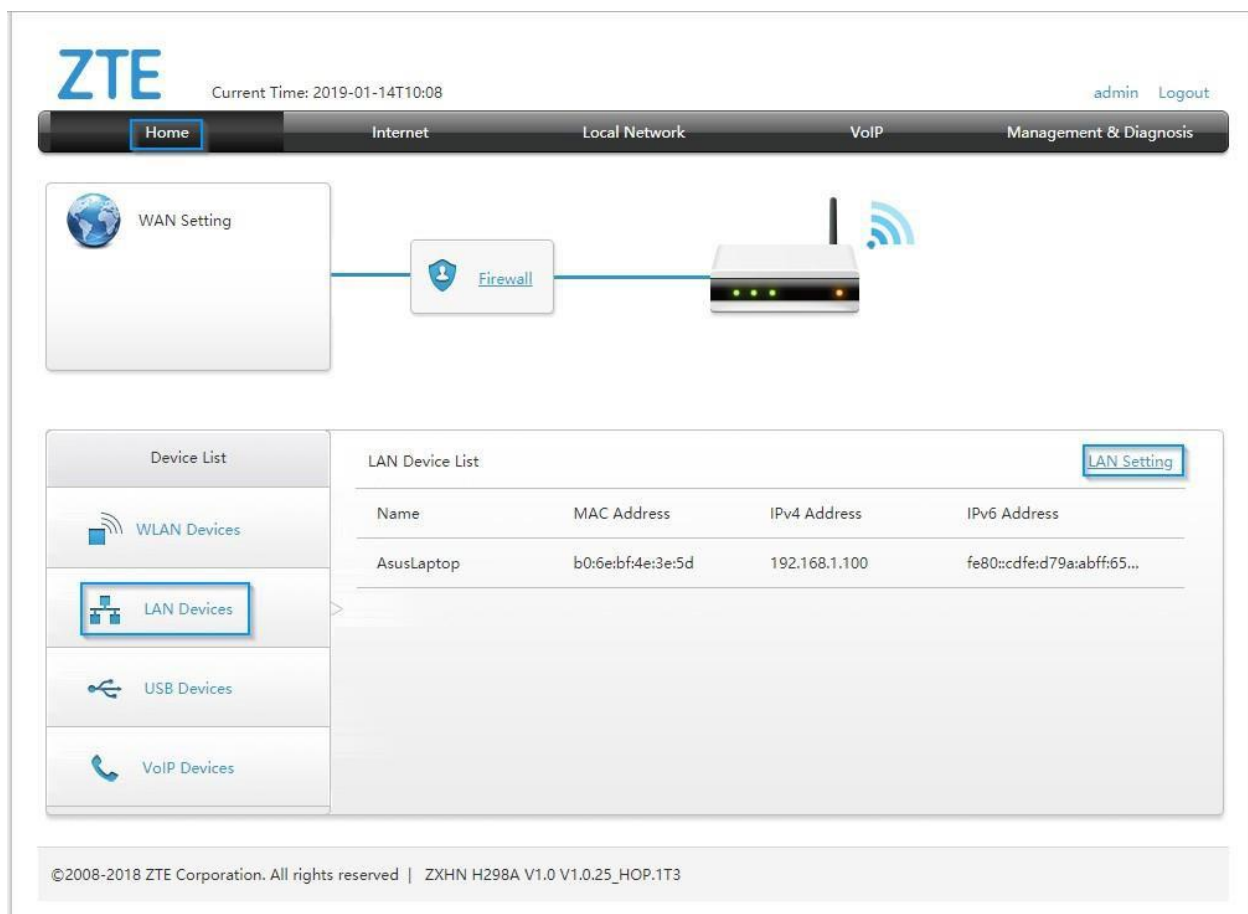 ZTE
Current Time: 2019-01-14T10:08
admin Logout
Home Internet Local Network VoIP Management & Diagnosis
WAN Setting
Firewall
Device List
WLAN Devices
LAN Devices
USB Devices
VoIP Devices
LAN Device List LAN Setting
Name MAC Address IPv4 Address IPv6 Address
AsusLaptop b0:6e:bf:4e:3e:5d 192.168.1.100 fe80::cdfe:d79a:abff:65...
©2008-2018 ZTE Corporation. All rights reserved | ZXHN H298A V1.0 V1.0.25_HOP.1T3